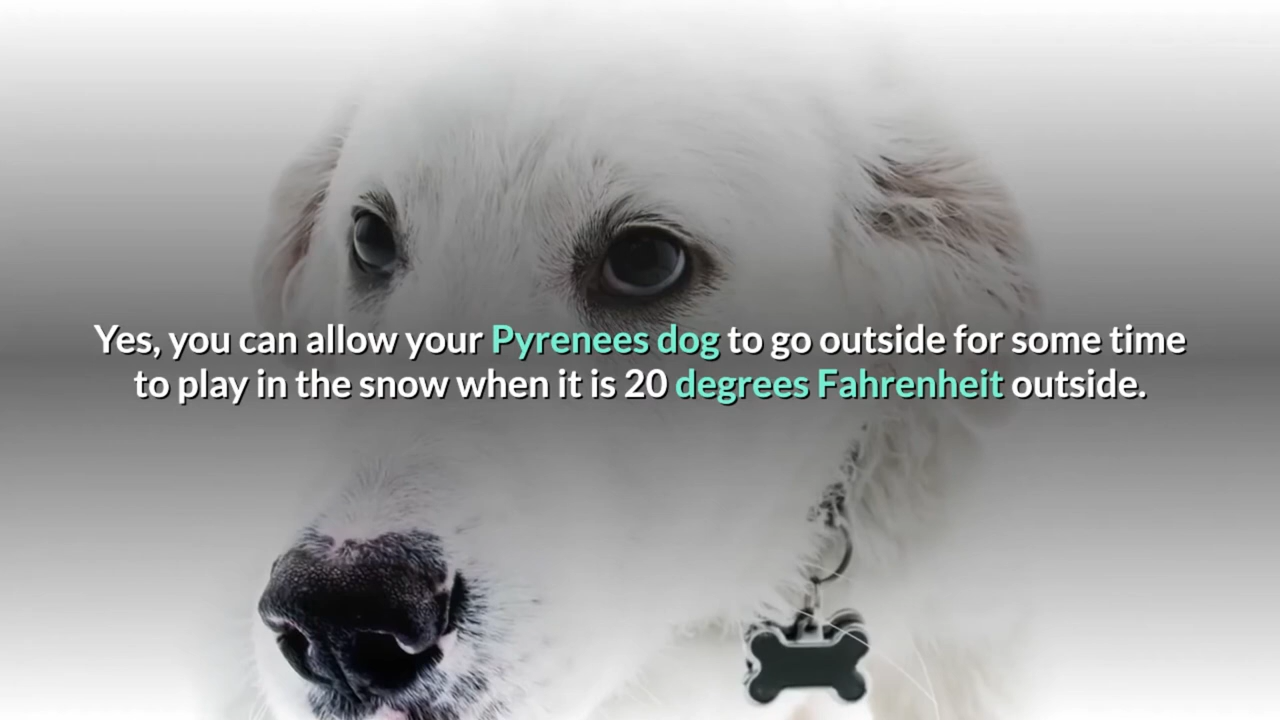 Yes, you can allow your Pyrenees dog to go outside for some time
to play in the snow when it is 20 degrees Fahrenheit outside.